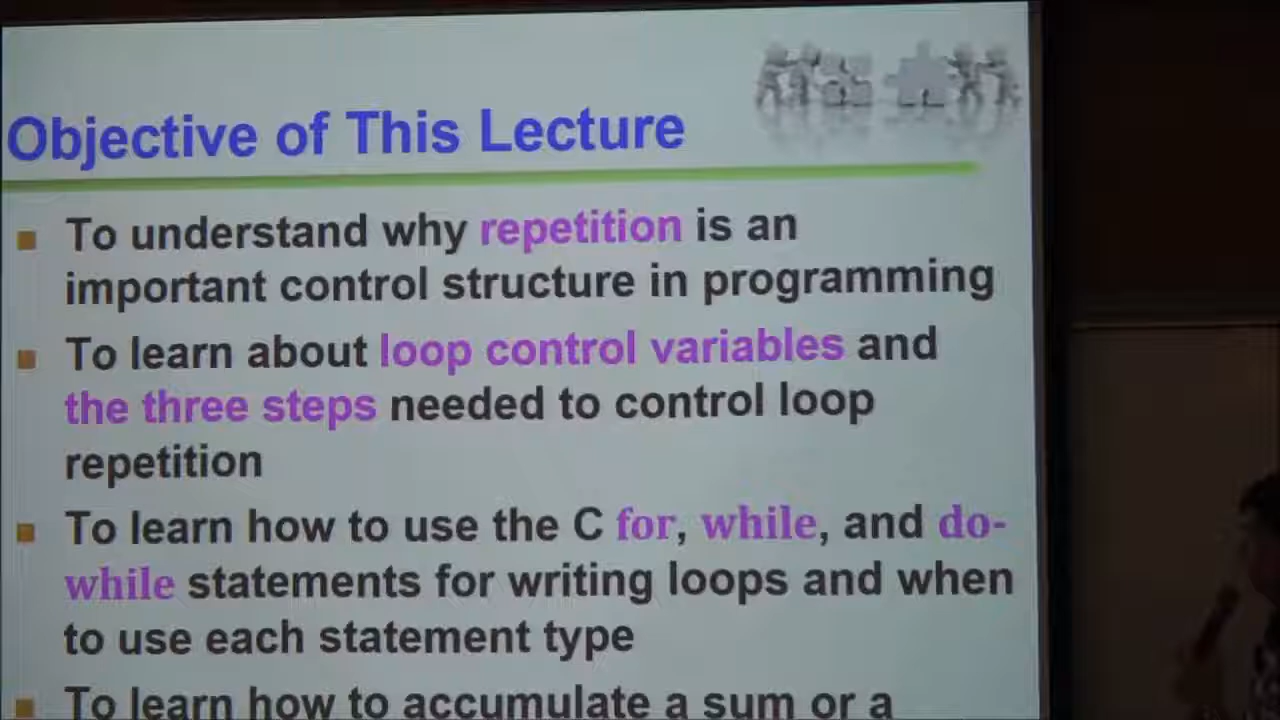 Objective of This Lecture
To understand why repetition is an
important control structure in programming
To learn about loop control variables and
the three steps needed to control loop
repetition
To learn how to use the C for, while, and do-
while statements for writing loops and when
to use each statement type
To learn how to accumulate a sum or a